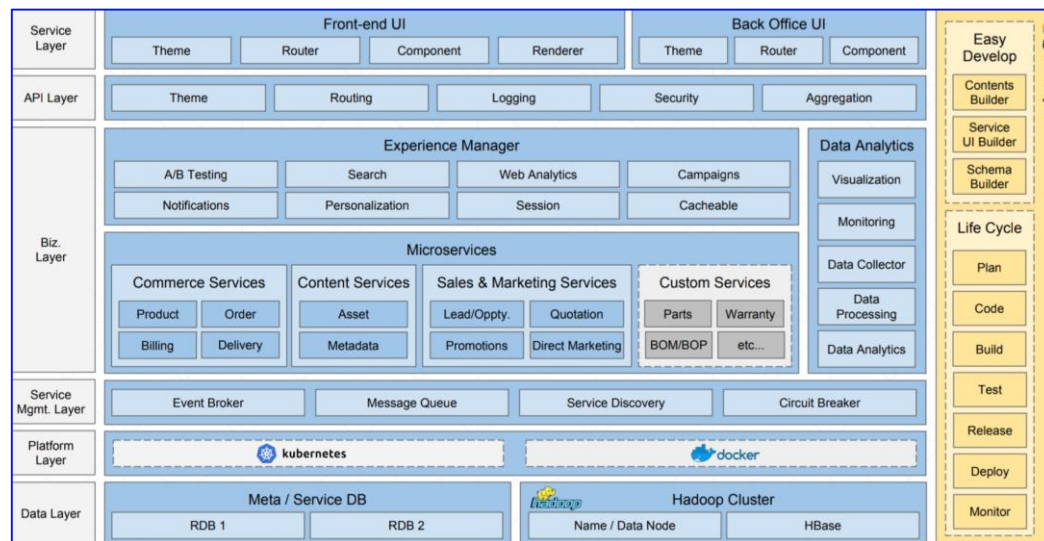 Service
Layer
Front-end UI
Theme
Router
Component
Renderer
Back Office UI
Theme
Router
Component
API Layer
Theme
Routing
Logging
Security
Aggregation
Biz.
Layer
Experience Manager
A/B Testing
Search
Web Analytics
Campaigns
Notifications
Personalization
Session
Cacheable
Microservices
Commerce Services
Product
Order
Billing
Delivery
Content Services
Asset
Metadata
Sales & Marketing Services
Lead/Oppty.
Quotation
Promotions
Direct Marketing
Custom Services
Parts
Warranty
BOM/BOP
etc...
Data Analytics
Visualization
Monitoring
Data Collector
Data
Processing
Data Analytics
Service
Mgmt. Layer
Event Broker
Message Queue
Service Discovery
Circuit Breaker
Platform
Layer
kubernetes
docker
Data Layer
Meta / Service DB
RDB 1
RDB 2
hadoop
Hadoop Cluster
Name / Data Node
HBase
Easy
Develop
Contents
Builder
Service
UI Builder
Schema
Builder
Life Cycle
Plan
Code
Build
Test
Release
Deploy
Monitor